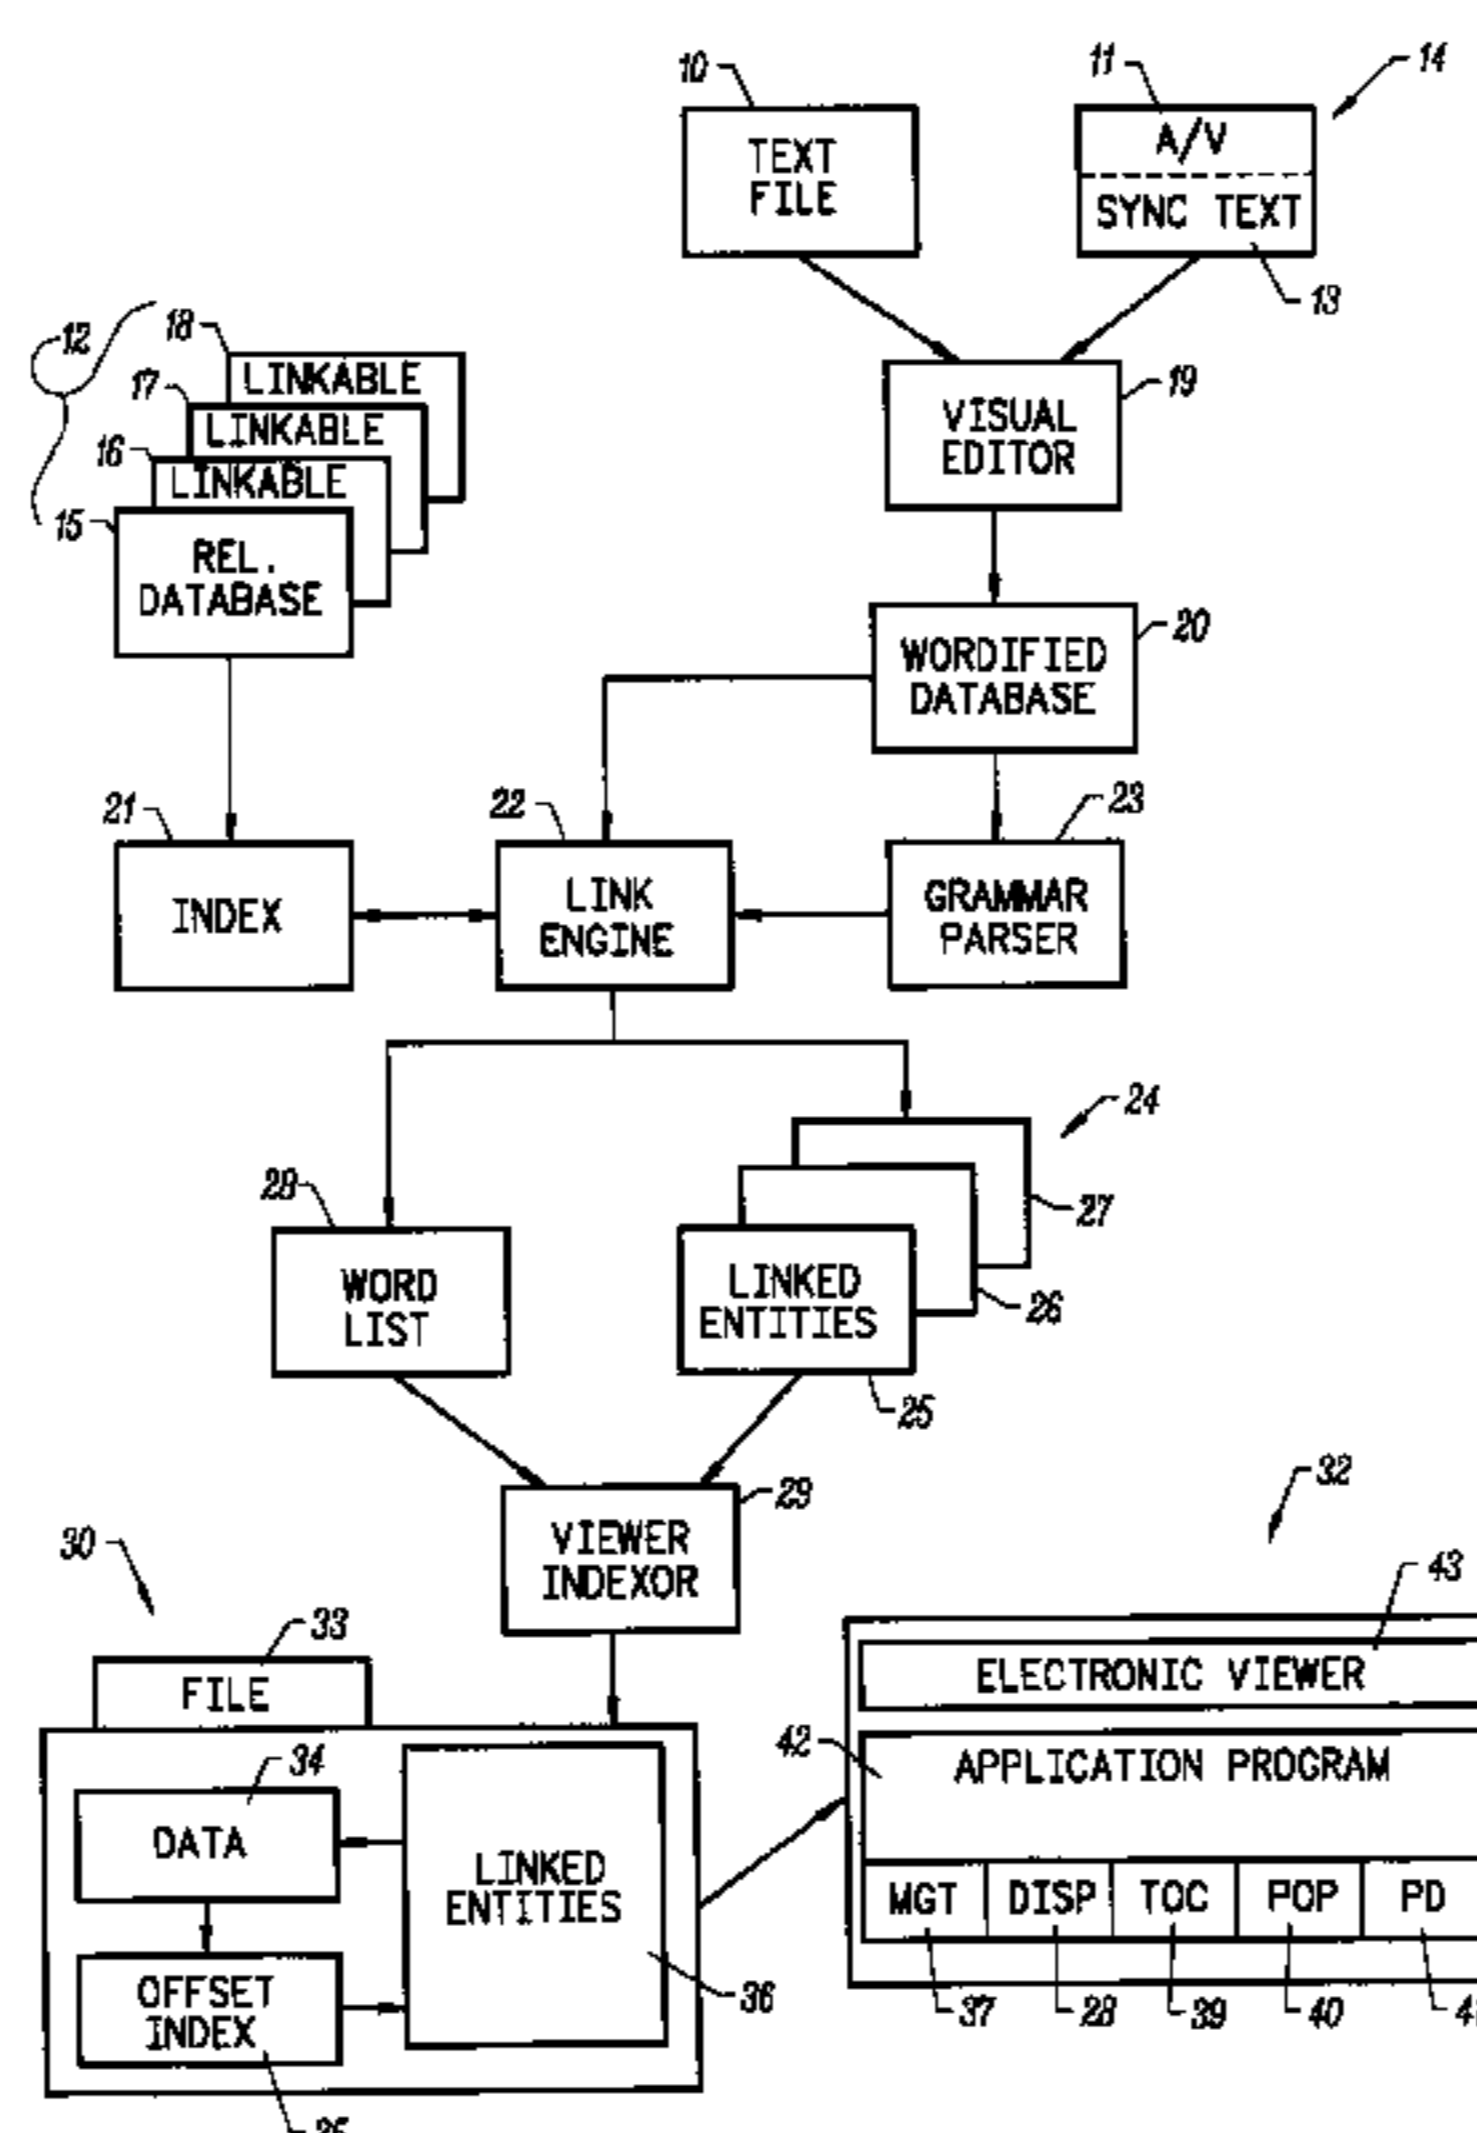 10
11
14
TEXT
FILE
A/V
SYNC TEXT
13
12
18
LINKABLE
17
LINKABLE
16
LINKABLE
15
REL.
DATABASE
19
VISUAL
EDITOR
20
WORDIFIED
DATABASE
21
INDEX
22
LINK
ENGINE
23
GRAMMAR
PARSER
24
27
26
28
WORD
LIST
LINKED
ENTITIES
25
29
VIEWER
INDEXOR
30
33
FILE
34
DATA
LINKED
ENTITIES
OFFSET
INDEX
36
32
43
ELECTRONIC VIEWER
42
APPLICATION PROGRAM
MGT DISP TOC POP PD
37 28 39 40